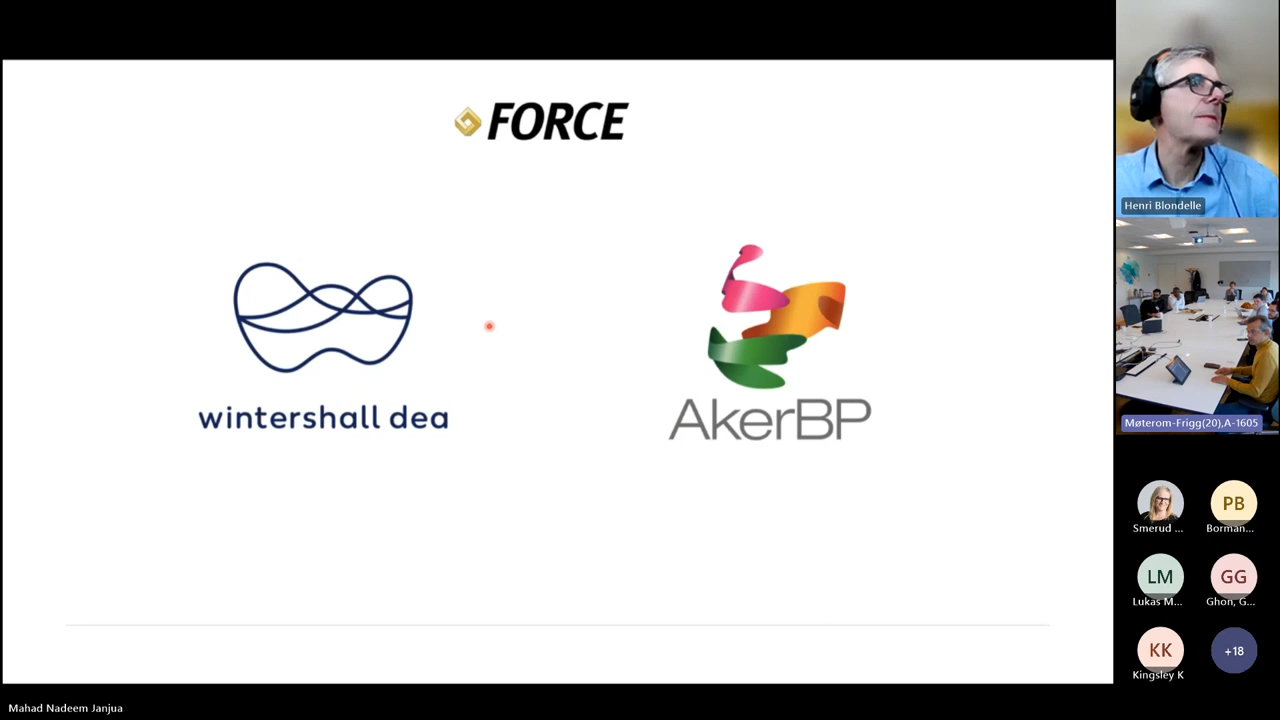 FORCE
wintershall dea
AkerBP
Henri Blondelle
Møterom-Frigg(20),A-1605
Smerud ...
PB
Borman...
LM
Lukas M...
GG
Ghon, G...
KK
Kingsley K
+18
Mahad Nadeem Janjua